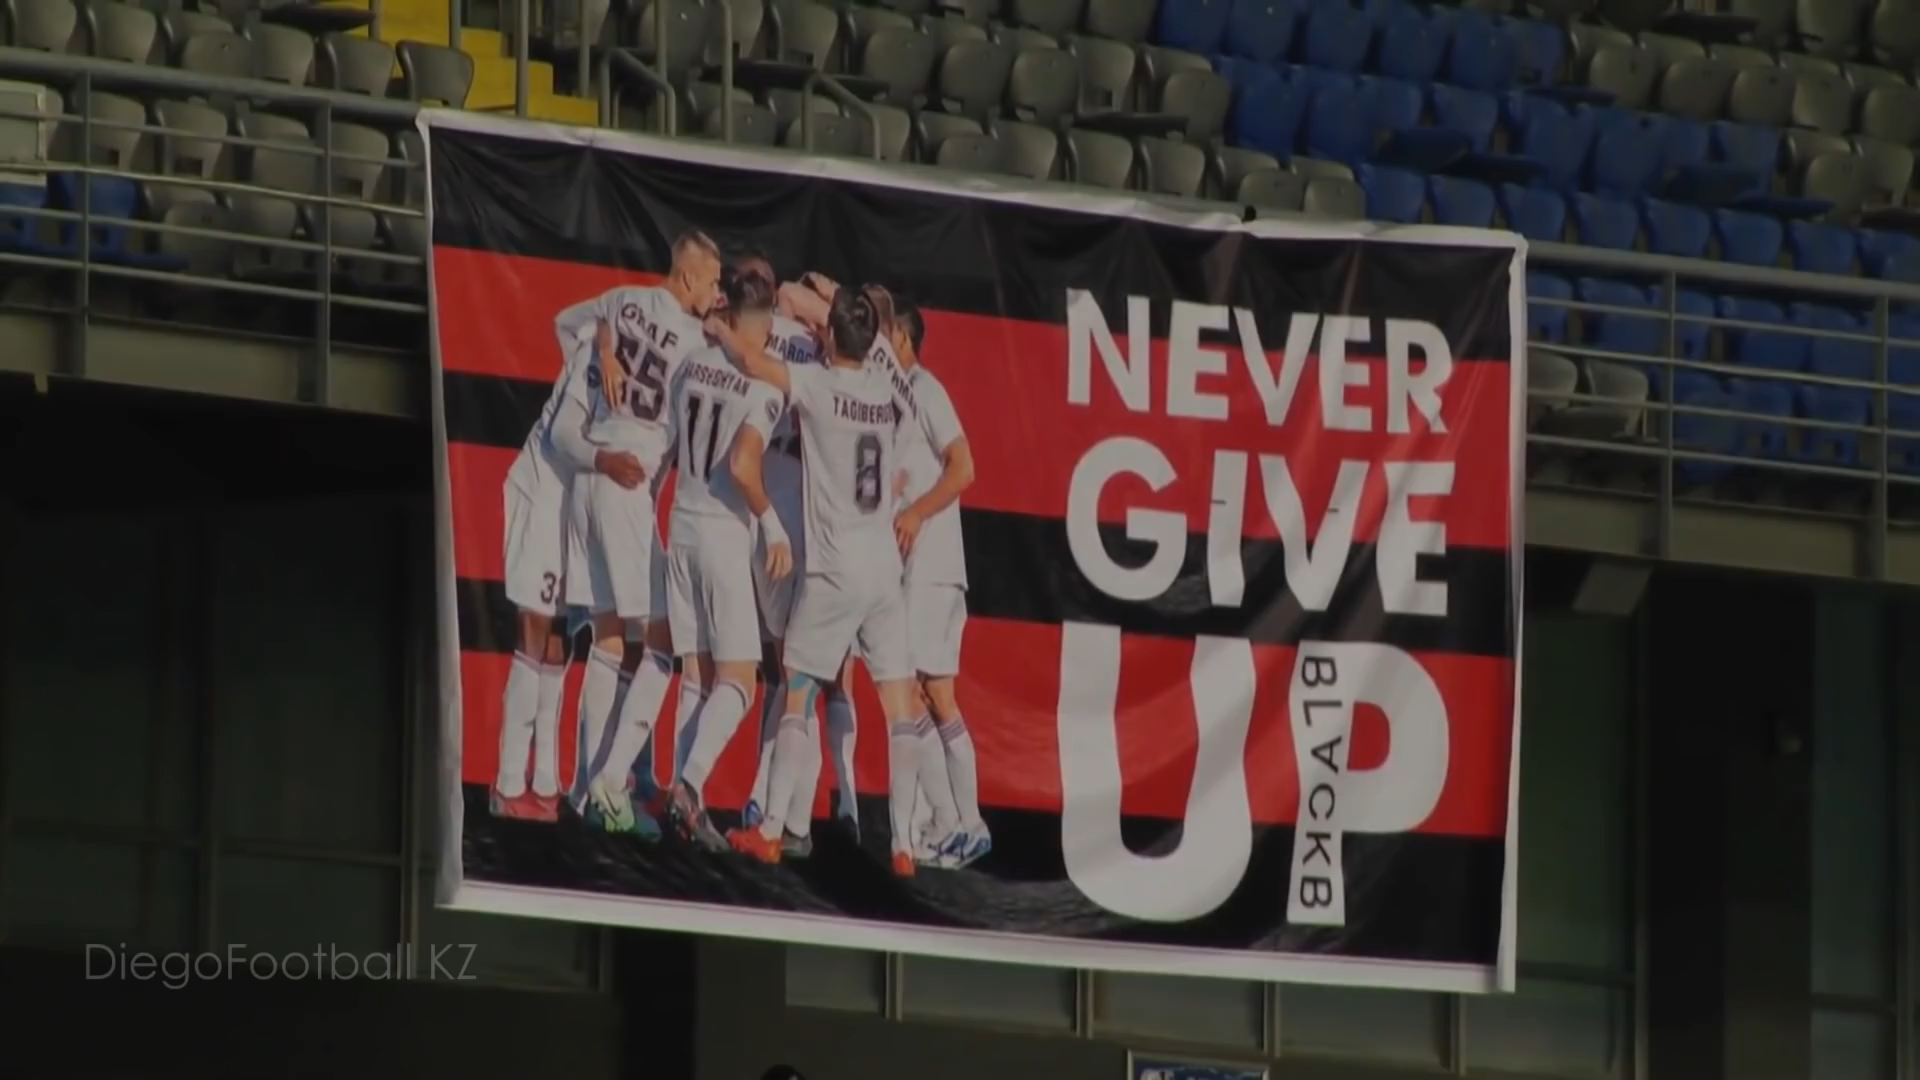 GRAF
55
11
TAGIBERG
8
NEVER
GIVE
UP
BLACKB
DiegoFootball KZ